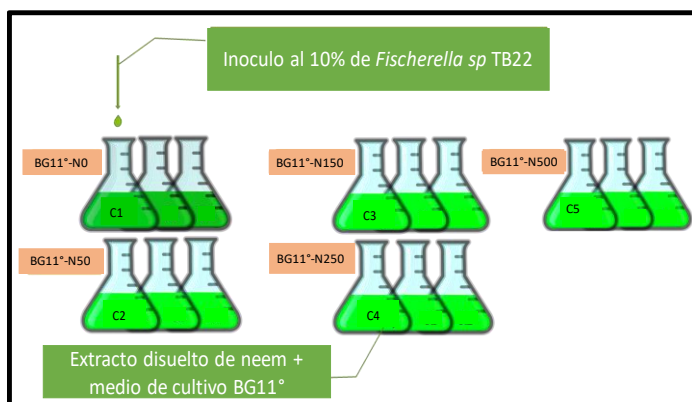 Inoculo al 10% de Fischerella sp TB22
BG11°-N0
C1
BG11°-N150
C3
BG11°-N500
C5
BG11°-N50
C2
BG11°-N250
C4
Extracto disuelto de neem +
medio de cultivo BG11°